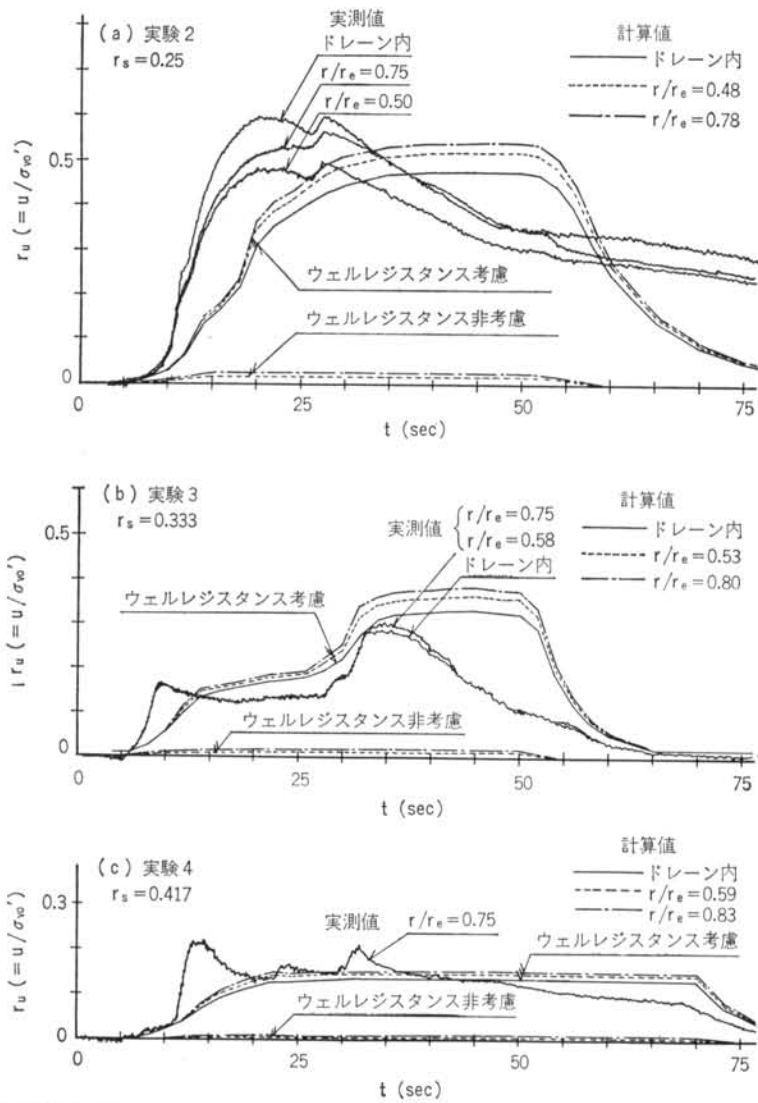 (a) 実験2
rs=0.25
実測値
ドレーン内
r/re=0.75
r/re=0.50
計算値
ドレーン内
r/re=0.48
r/re=0.78
ウェルレジスタンス考慮
ウェルレジスタンス非考慮
ru(=u/σvo')
0.5
0
0 25 50 75
t (sec)
(b) 実験3
rs=0.333
実測値
r/re=0.75
r/re=0.58
ドレーン内
計算値
ドレーン内
r/re=0.53
r/re=0.80
ウェルレジスタンス考慮
ウェルレジスタンス非考慮
ru(=u/σvo')
0.5
0
0 25 50 75
t (sec)
(c) 実験4
rs=0.417
実測値
r/re=0.75
計算値
ドレーン内
r/re=0.59
r/re=0.83
ウェルレジスタンス考慮
ウェルレジスタンス非考慮
ru(=u/σvo')
0.3
0
0 25 50 75
t (sec)